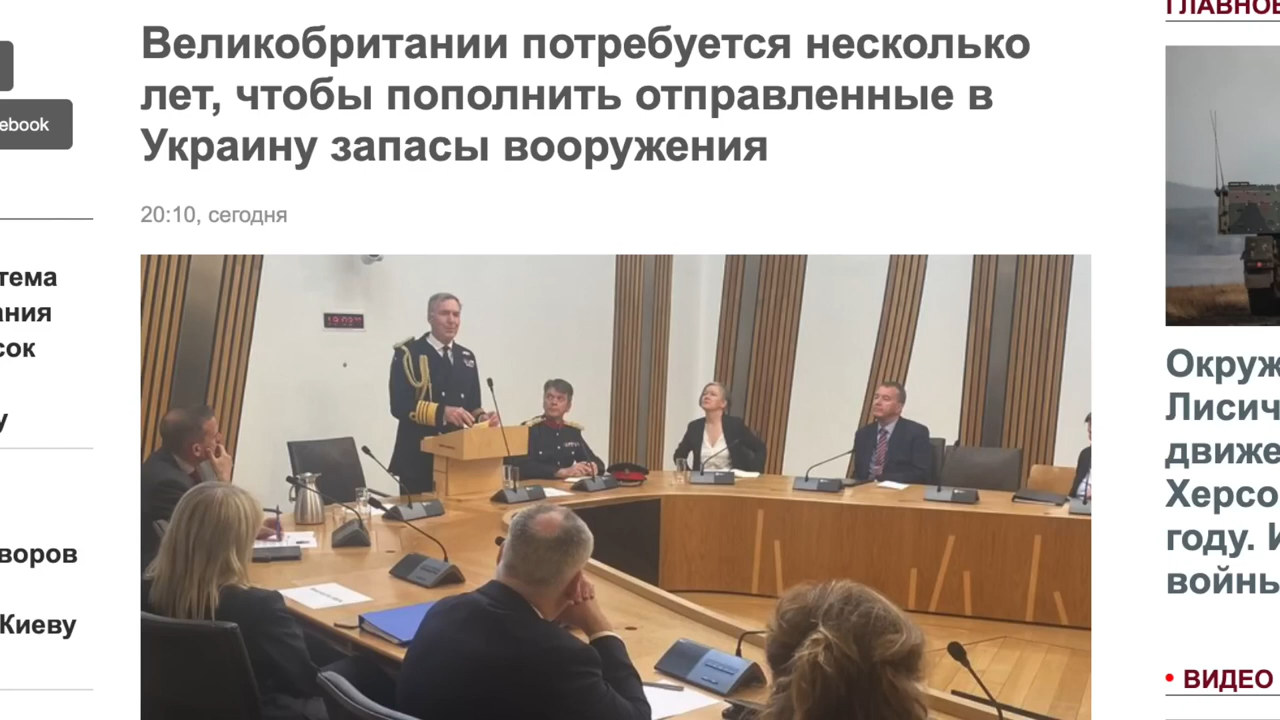 Великобритании потребуется несколько
лет, чтобы пополнить отправленные в
Украину запасы вооружения
20:10, сегодня
ebook
тема
ания
сок
у
воров
Киеву
ГЛАВНОЕ
Окруж
Лисич
движе
Херсо
году. И
войны
• ВИДЕО